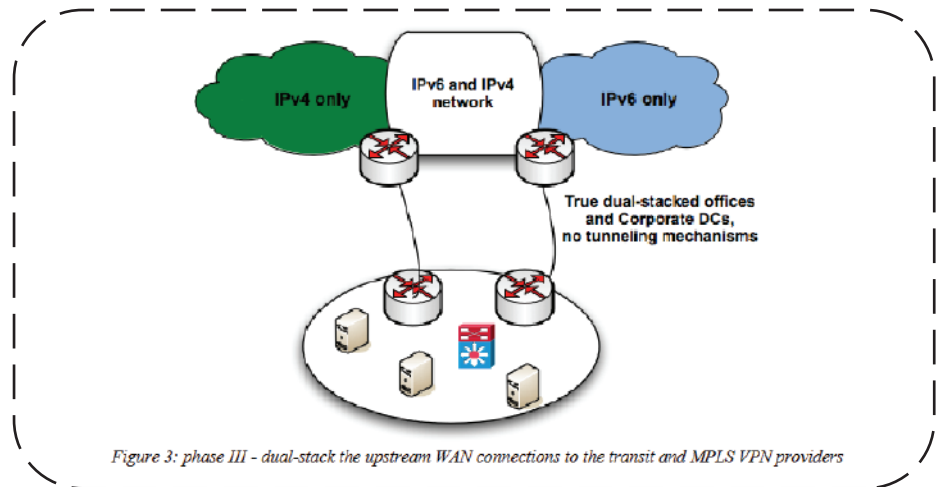 IPv4 only
IPv6 and IPv4
network
IPv6 only
True dual-stacked offices
and Corporate DCs,
no tunneling mechanisms
Figure 3: phase III - dual-stack the upstream WAN connections to the transit and MPLS VPN providers